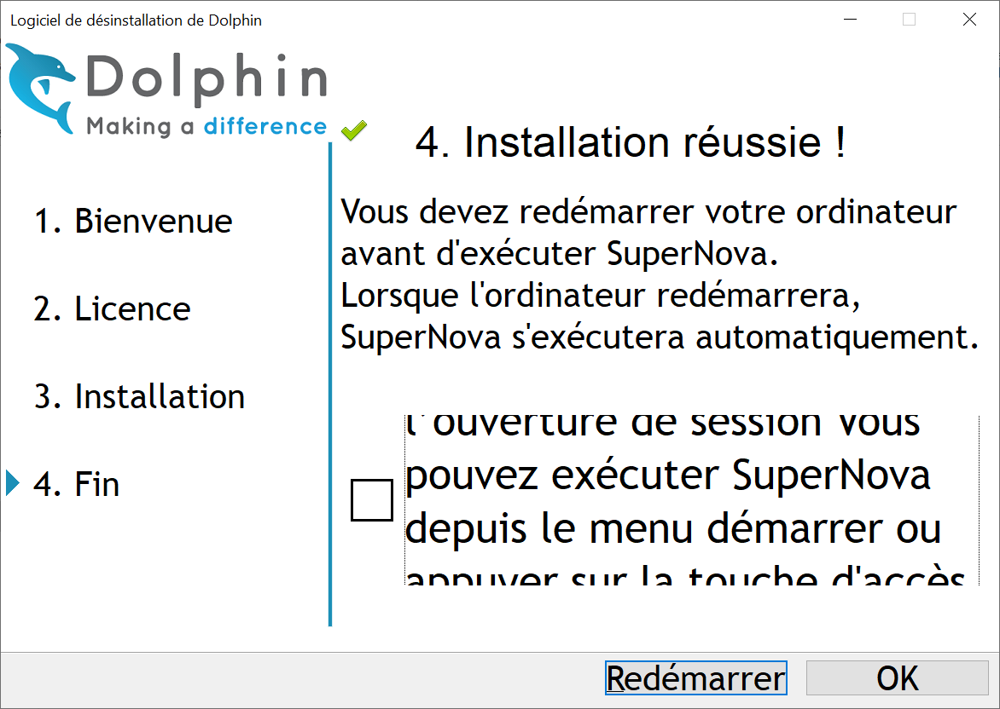 Logiciel de désinstallation de Dolphin
Dolphin
Making a difference
4. Installation réussie !
1. Bienvenue
2. Licence
3. Installation
4. Fin
Vous devez redémarrer votre ordinateur
avant d'exécuter SuperNova.
Lorsque l'ordinateur redémarrera,
SuperNova s'exécutera automatiquement.
l'ouverture de session Vous
pouvez exécuter SuperNova
depuis le menu démarrer ou
appuyer sur la touche d'accès
Redémarrer
OK